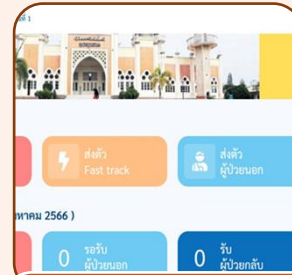 ที่ 1
ส่งตัว
Fast track
ส่งตัว
ผู้ป่วยนอก
หาคม 2566 )
0
รอรับ
ผู้ป่วยนอก
0
รับ
ผู้ป่วยกลับ